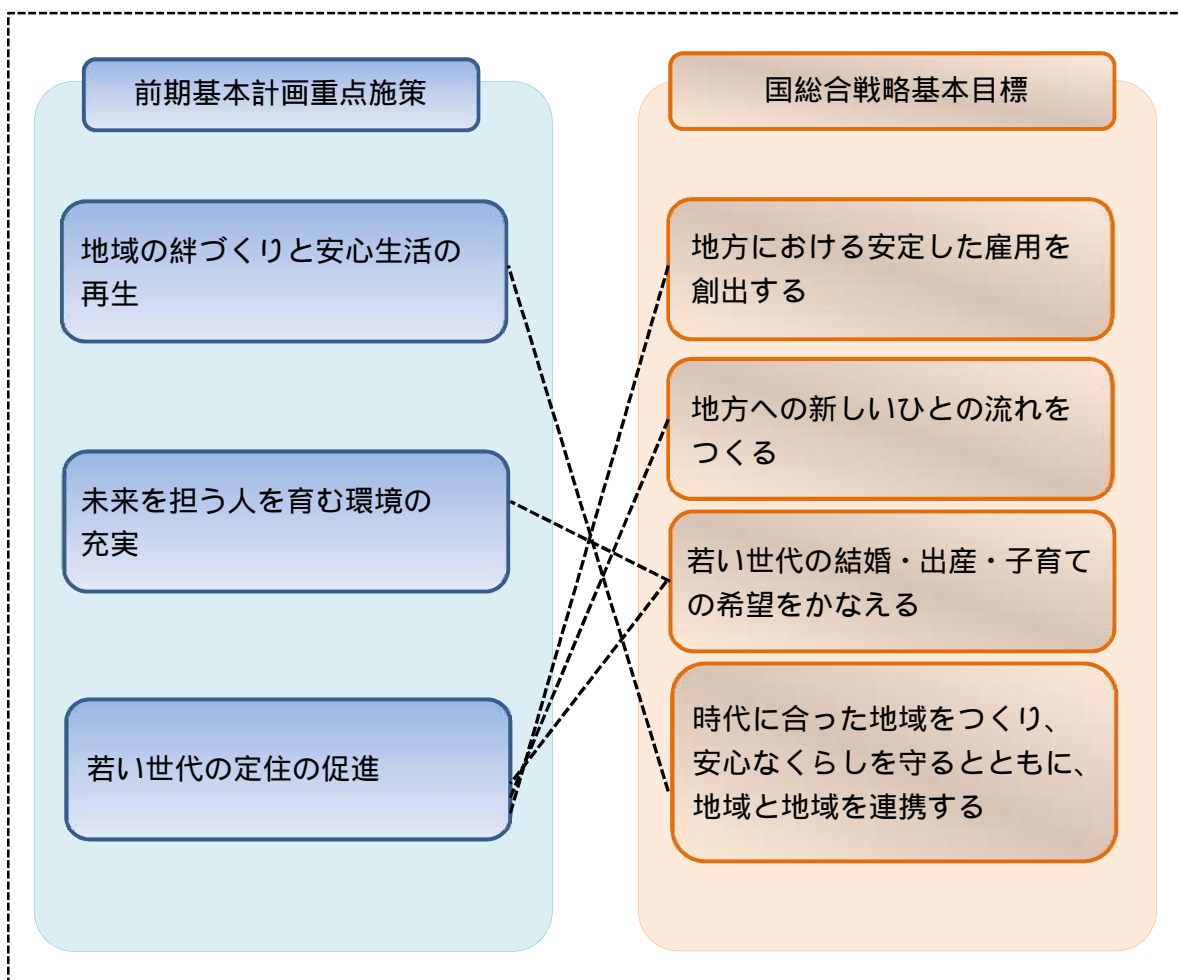 前期基本計画重点施策
地域の絆づくりと安心生活の
再生
未来を担う人を育む環境の
充実
若い世代の定住の促進
国総合戦略基本目標
地方における安定した雇用を
創出する
地方への新しいひとの流れを
つくる
若い世代の結婚・出産・子育て
の希望をかなえる
時代に合った地域をつくり、
安心なくらしを守るとともに、
地域と地域を連携する